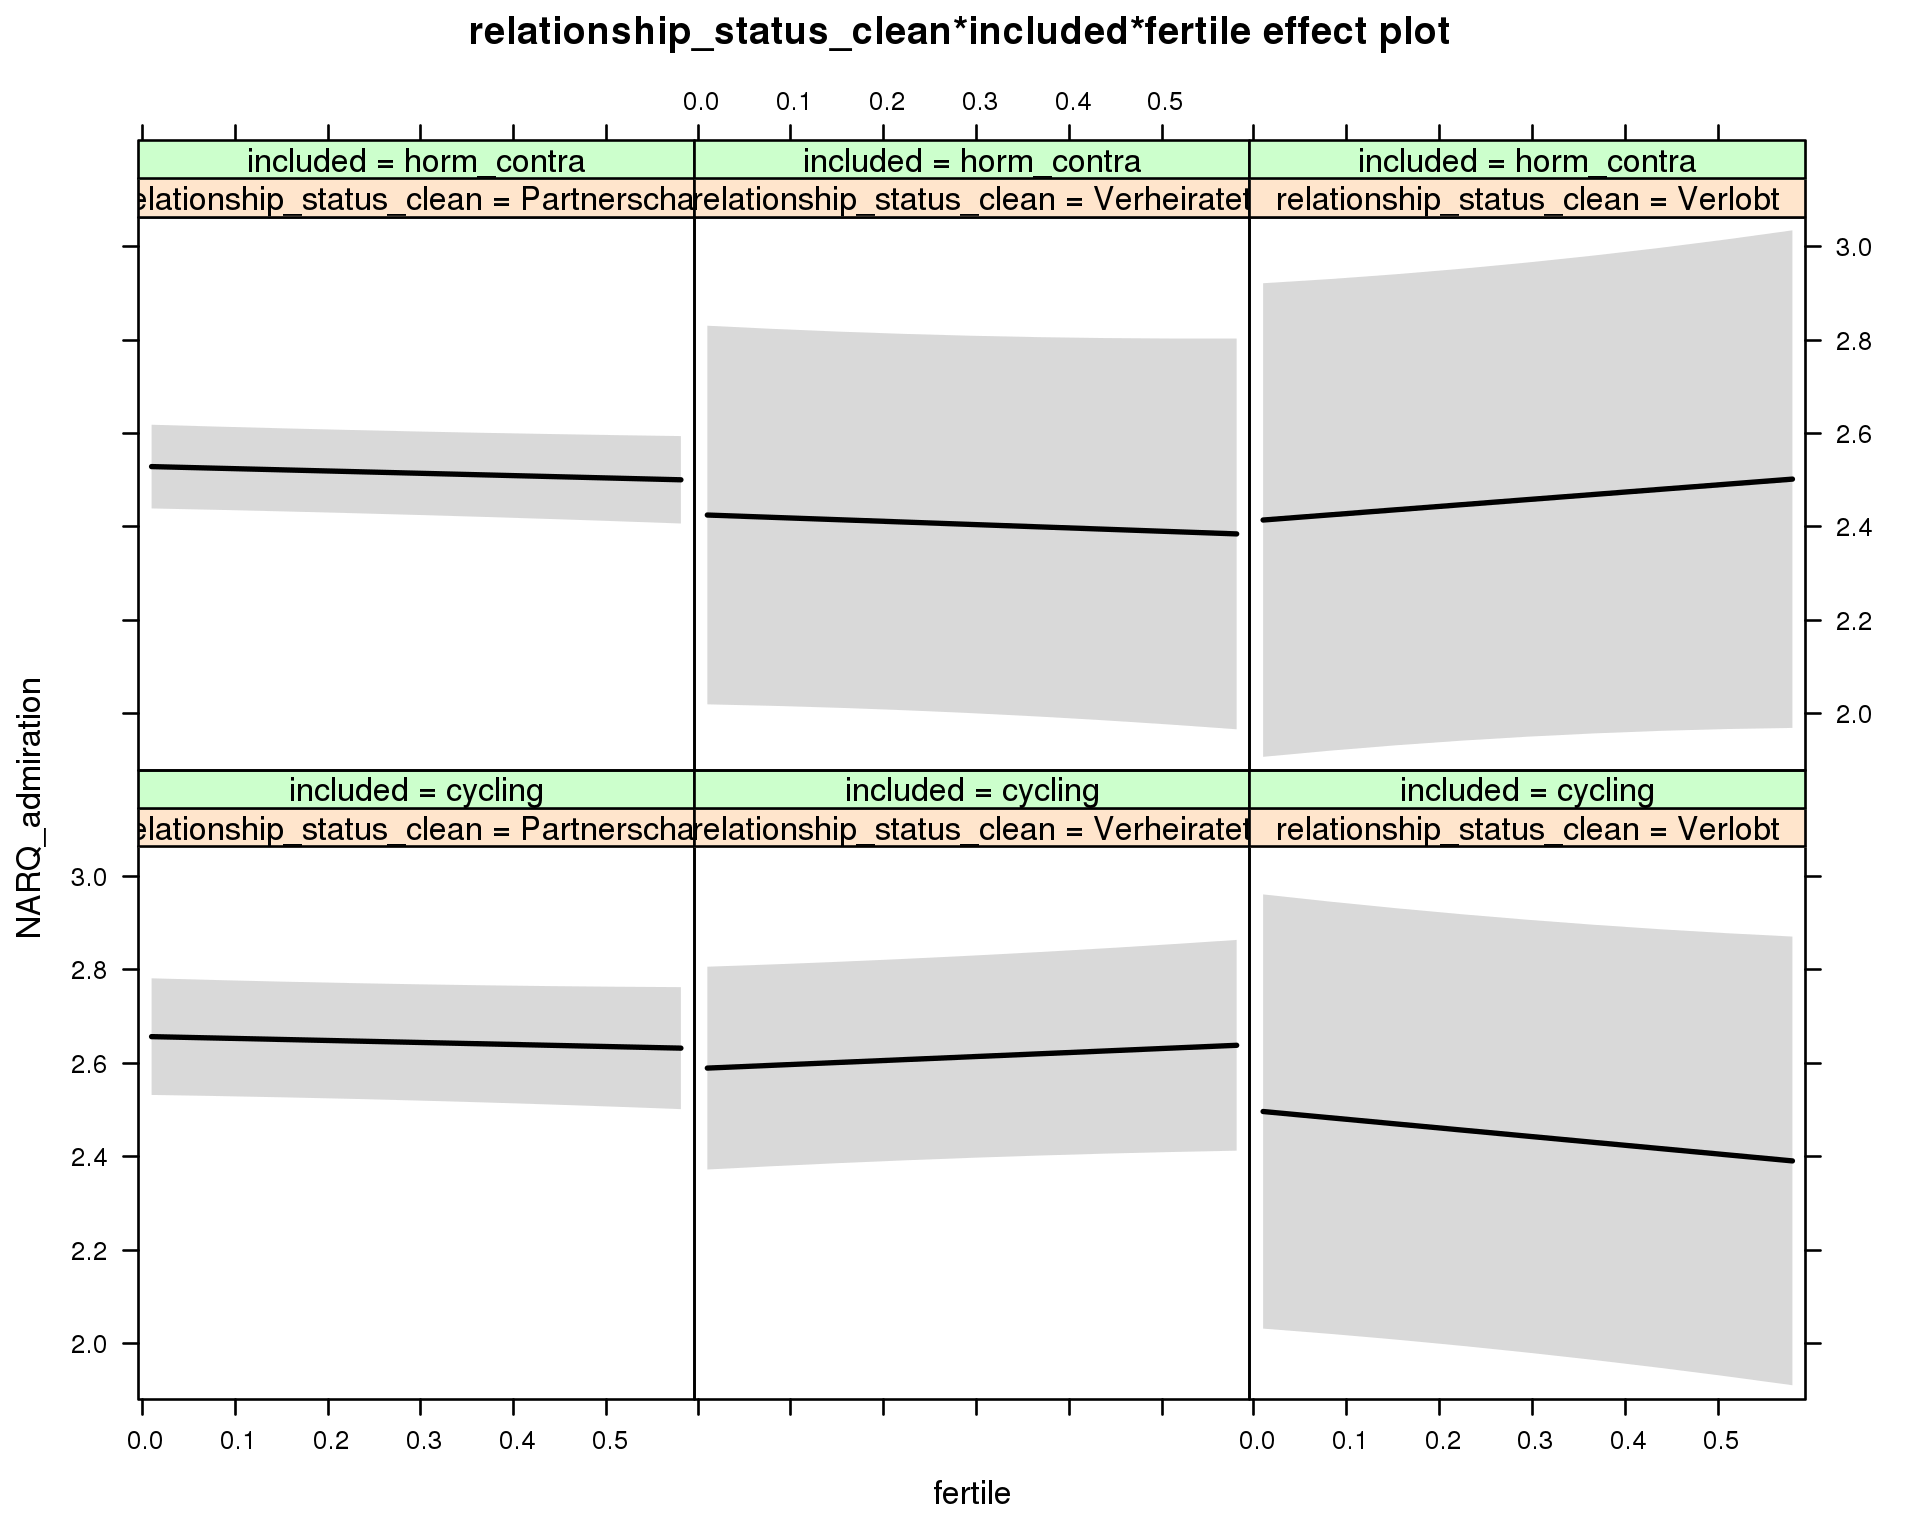 relationship_status_clean*included*fertile effect plot
0.0 0.1 0.2 0.3 0.4 0.5
included = horm_contra included = horm_contra included = horm_contra
elationship_status_clean = Partnerscha relationship_status_clean = Verheiratet relationship_status_clean = Verlobt
3.0
2.8
2.6
2.4
2.2
2.0
NARQ_admiration
included = cycling included = cycling included = cycling
elationship_status_clean = Partnerscha relationship_status_clean = Verheiratet relationship_status_clean = Verlobt
3.0
2.8
2.6
2.4
2.2
2.0
0.0 0.1 0.2 0.3 0.4 0.5 0.0 0.1 0.2 0.3 0.4 0.5
fertile